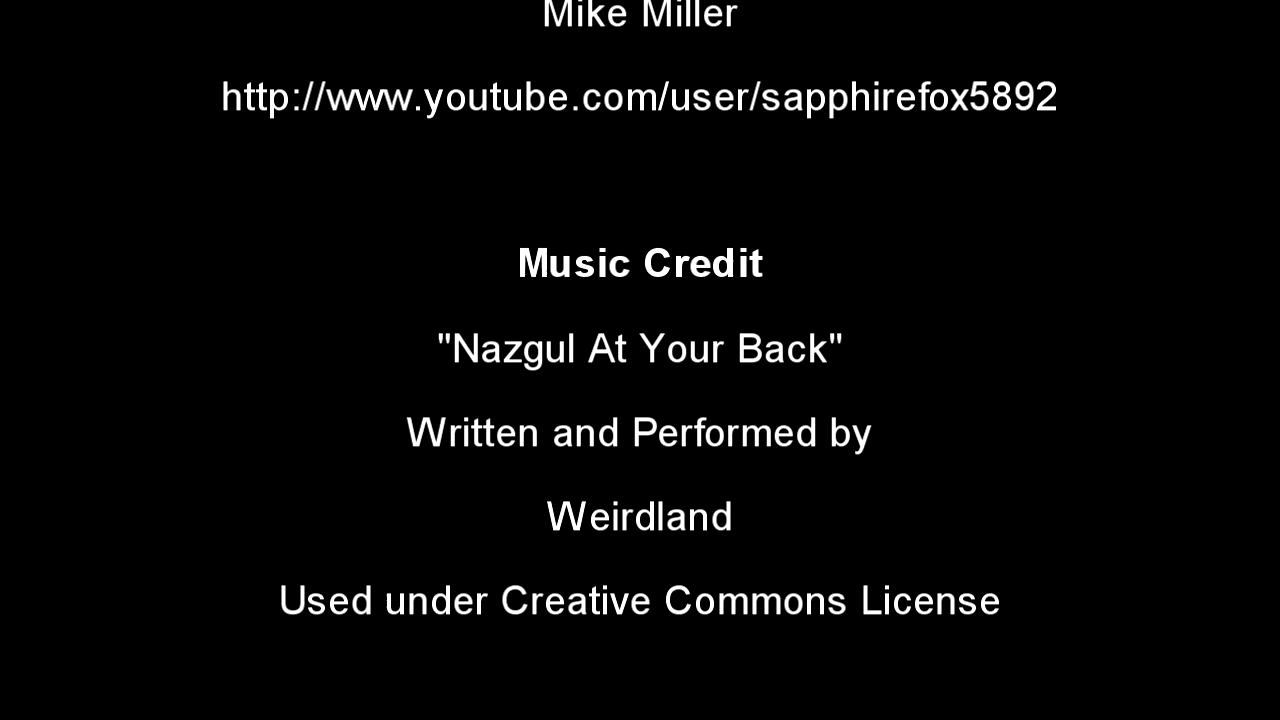 Mike Miller
http://www.youtube.com/user/sapphirefox5892
Music Credit
"Nazgul At Your Back"
Written and Performed by
Weirdland
Used under Creative Commons License